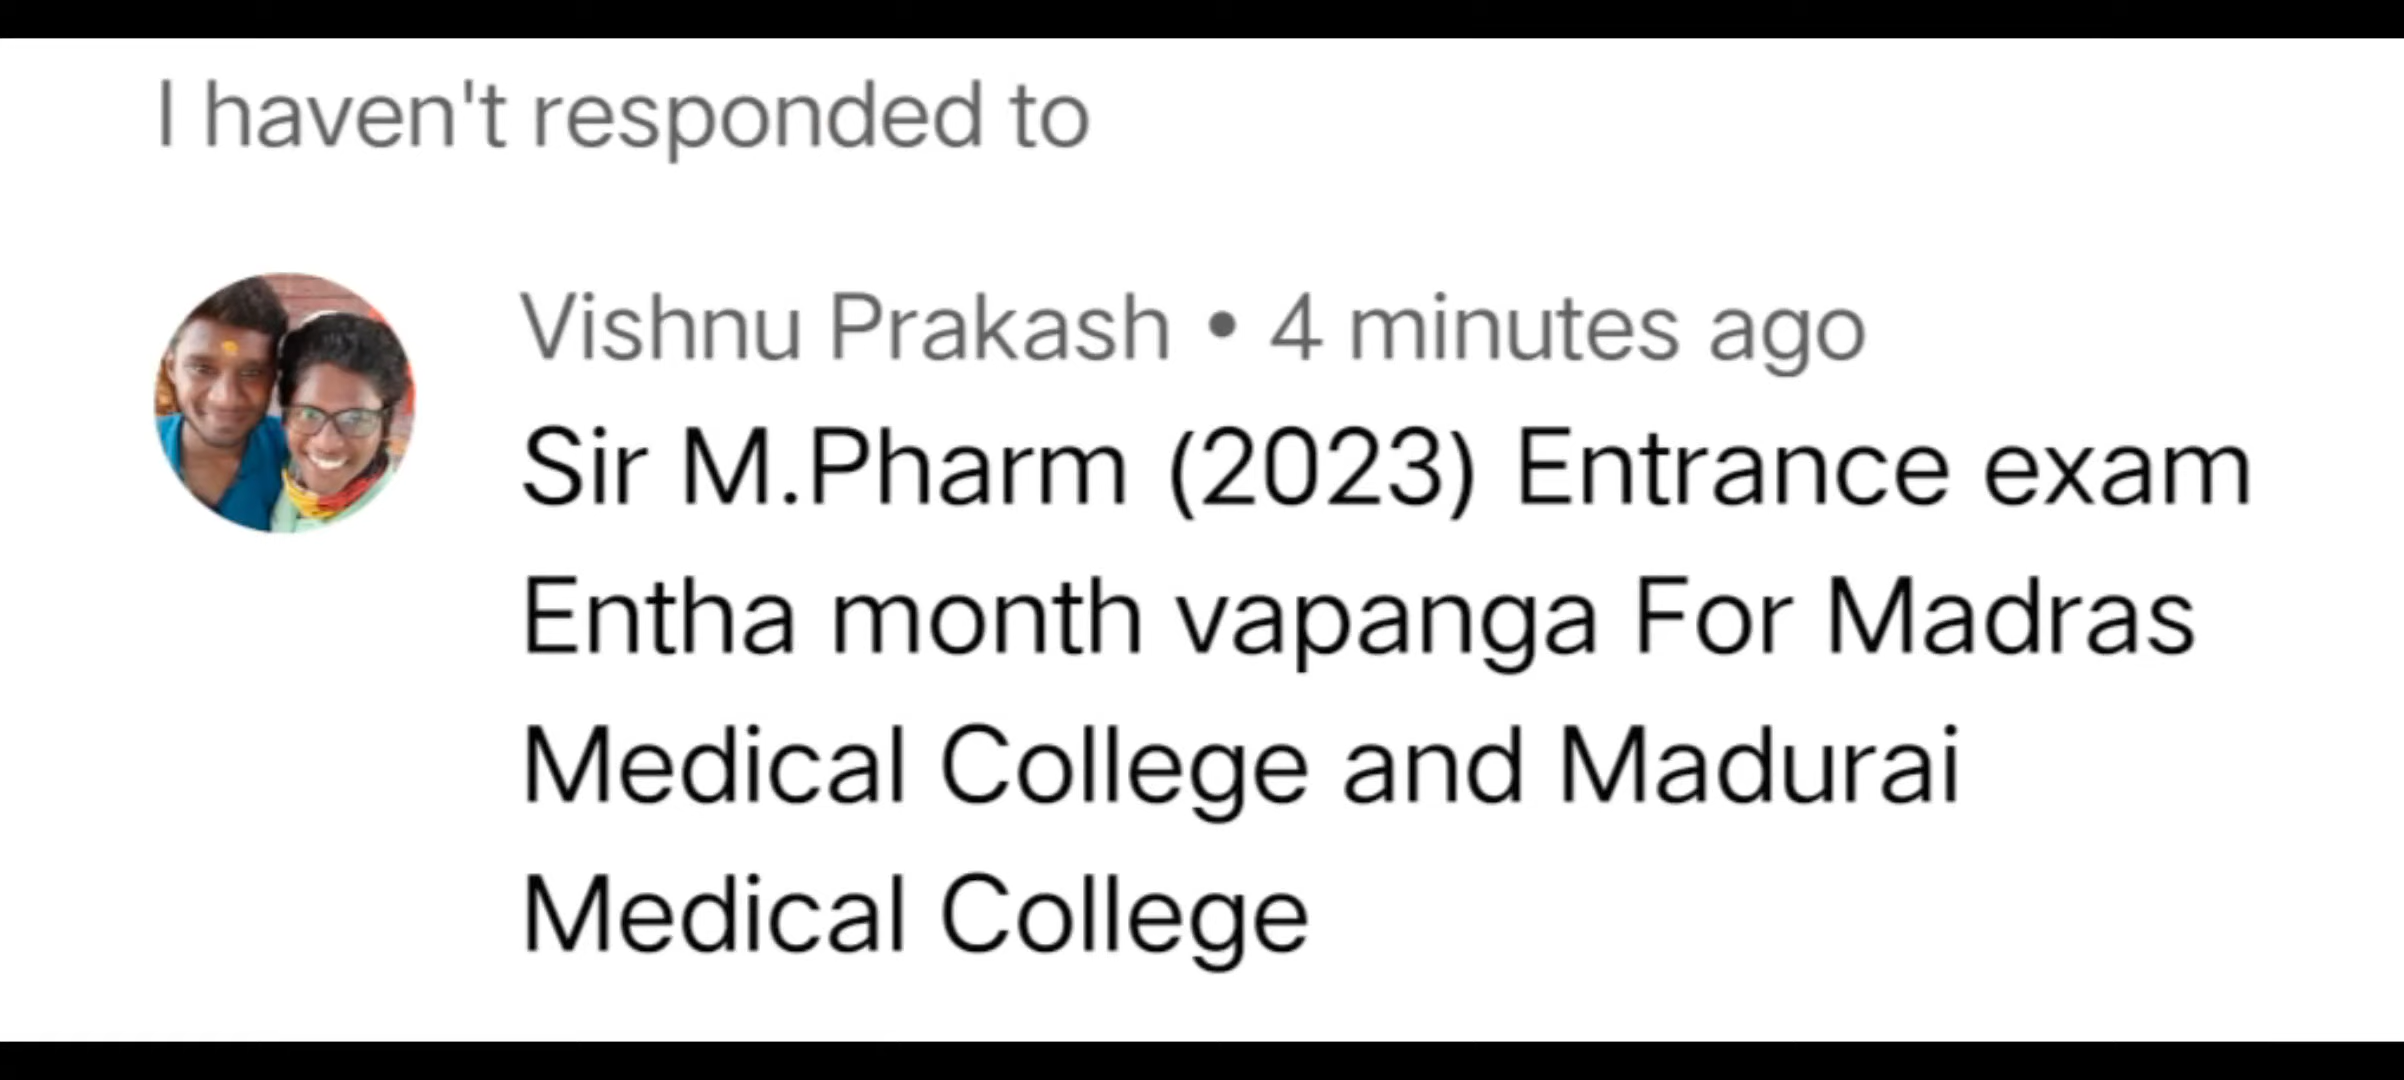 I haven't responded to
Vishnu Prakash • 4 minutes ago
Sir M.Pharm (2023) Entrance exam
Entha month vapanga For Madras
Medical College and Madurai
Medical College